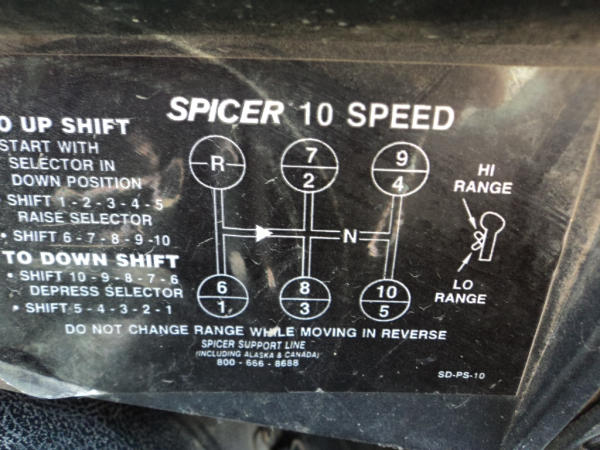 SPICER 10 SPEED
O UP SHIFT
START WITH
SELECTOR IN
DOWN POSITION
SHIFT 1 - 2 - 3 - 4 - 5
RAISE SELECTOR
• SHIFT 6 - 7 - 8 - 9 -10
TO DOWN SHIFT
• SHIFT 10 - 9 - 8 - 7 - 6
DEPRESS SELECTOR
• SHIFT 5 - 4 - 3 - 2 - 1
R
7
2
9
4
N
6
1
8
3
10
5
HI
RANGE
LO
RANGE
DO NOT CHANGE RANGE WHILE MOVING IN REVERSE
SPICER SUPPORT LINE
(INCLUDING ALASKA & CANADA)
800 - 666 - 8688
SD-PS-10